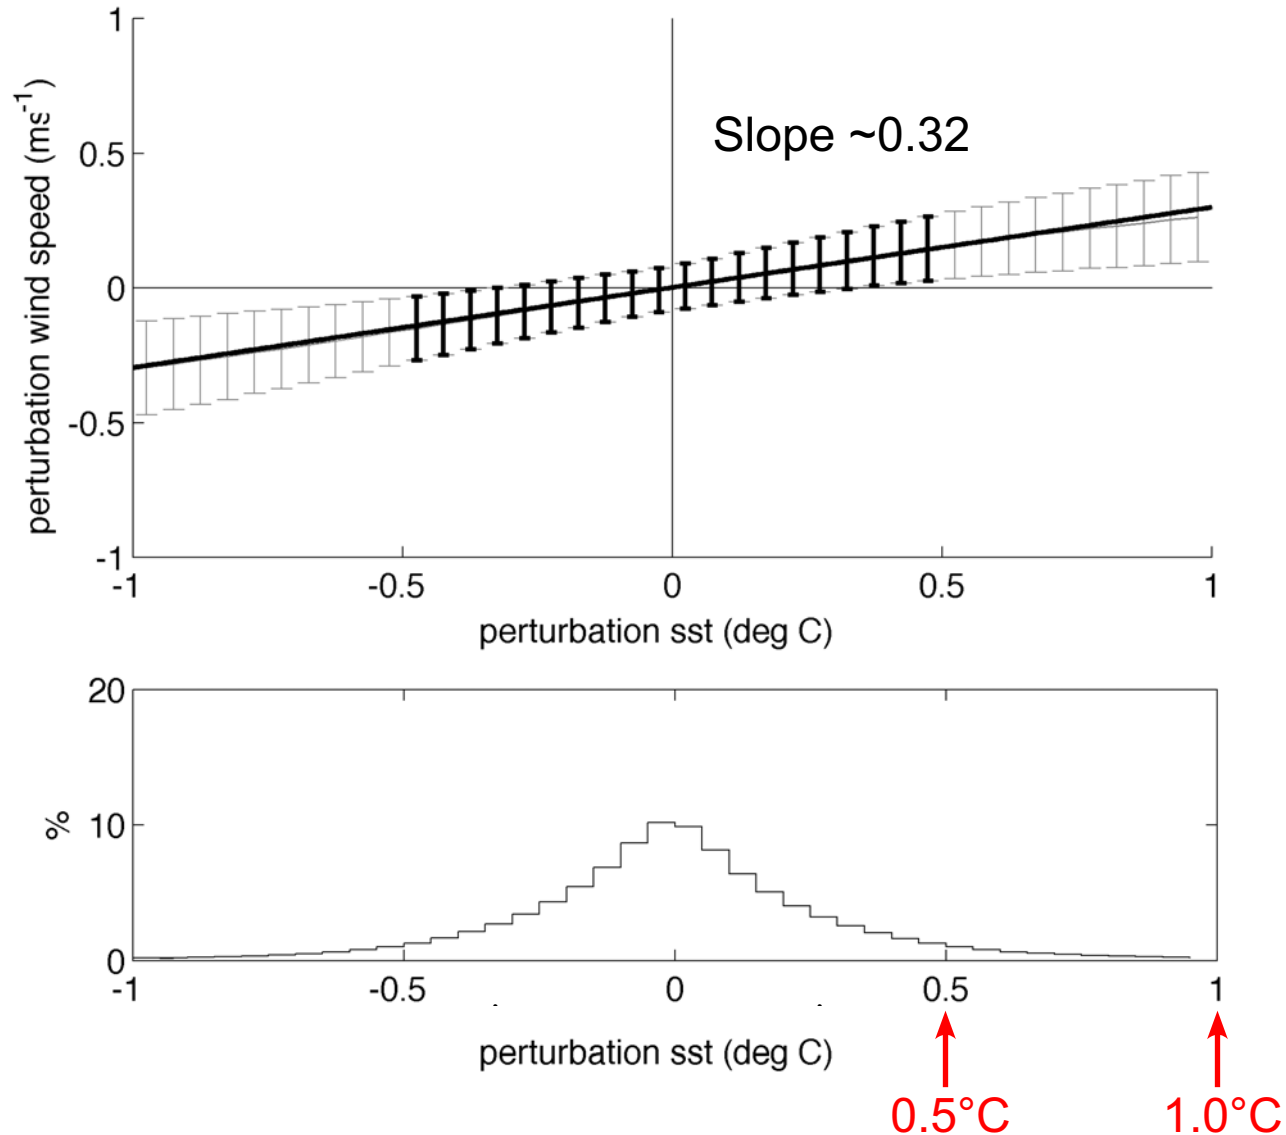 1
0.5
0
-0.5
-1
perturbation wind speed (ms-1)
Slope ~0.32
-1 -0.5 0 0.5 1
perturbation sst (deg C)
20
10
0
%
-1 -0.5 0 0.5 1
perturbation sst (deg C)
0.5°C 1.0°C